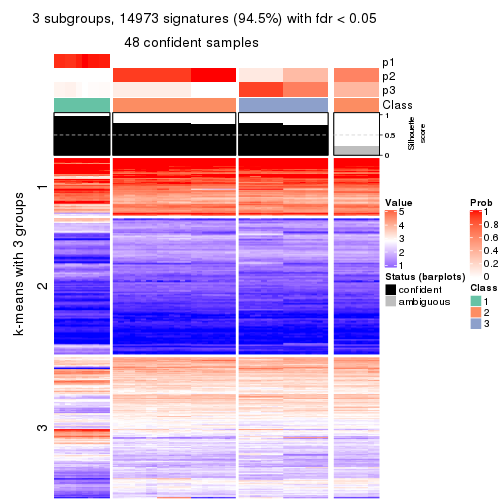 3 subgroups, 14973 signatures (94.5%) with fdr < 0.05
48 confident samples
p1
p2
p3
Class
1
0.5
0
Silhouette
score
k-means with 3 groups
1
2
3
Value
5
4
3
2
1
Status (barplots)
confident
ambiguous
Prob
1
0.8
0.6
0.4
0.2
0
Class
1
2
3